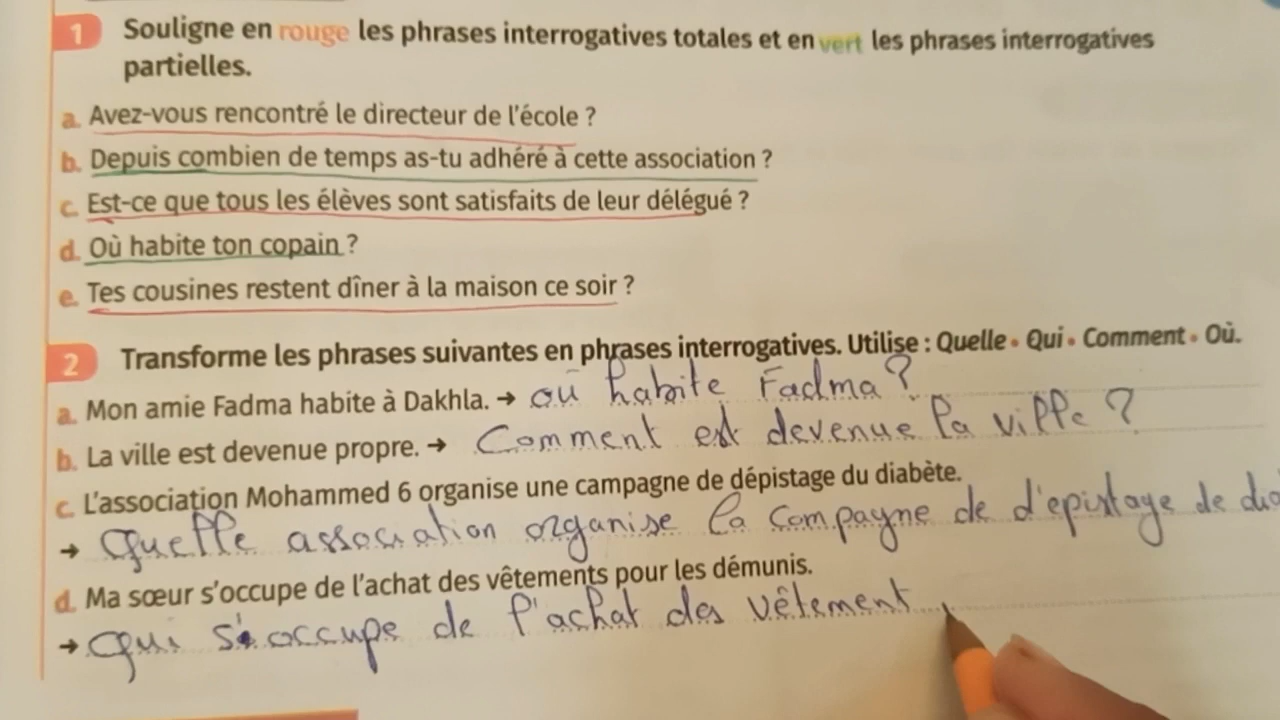 1 Souligne en rouge les phrases interrogatives totales et en vert les phrases interrogatives
partielles.
a. Avez-vous rencontré le directeur de l'école ?
b. Depuis combien de temps as-tu adhéré à cette association ?
c. Est-ce que tous les élèves sont satisfaits de leur délégué ?
d. Où habite ton copain ?
e. Tes cousines restent dîner à la maison ce soir ?
2 Transforme les phrases suivantes en phrases interrogatives. Utilise : Quelle • Qui • Comment • Où.
a. Mon amie Fadma habite à Dakhla. → où habite Fadma ?
b. La ville est devenue propre. → Comment est devenue la ville ?
c. L'association Mohammed 6 organise une campagne de dépistage du diabète.
→ Quelle association organise la compagne de d'epistage de dia
d. Ma sœur s'occupe de l'achat des vêtements pour les démunis.
→ Qui s'occupe de l'achat des vêtement